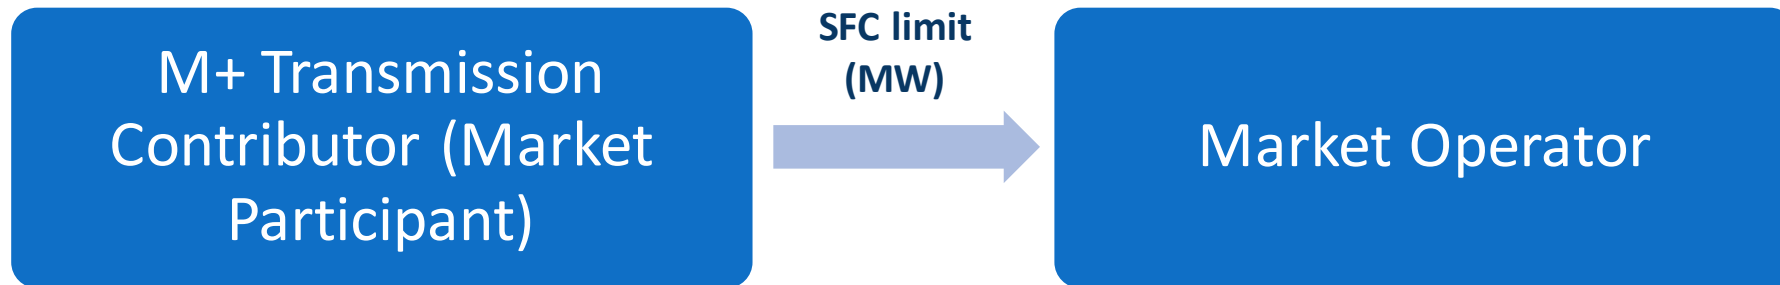 M+ Transmission
Contributor (Market
Participant)
SFC limit
(MW)
Market Operator